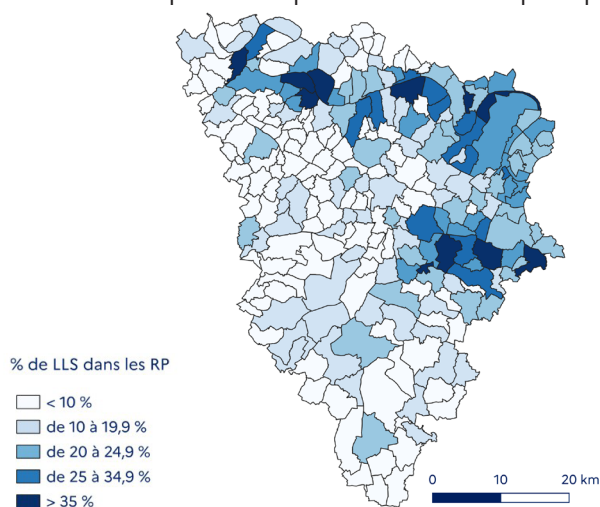 % de LLS dans les RP
< 10 %
de 10 à 19,9 %
de 20 à 24,9 %
de 25 à 34,9 %
> 35 %
0 10 20 km